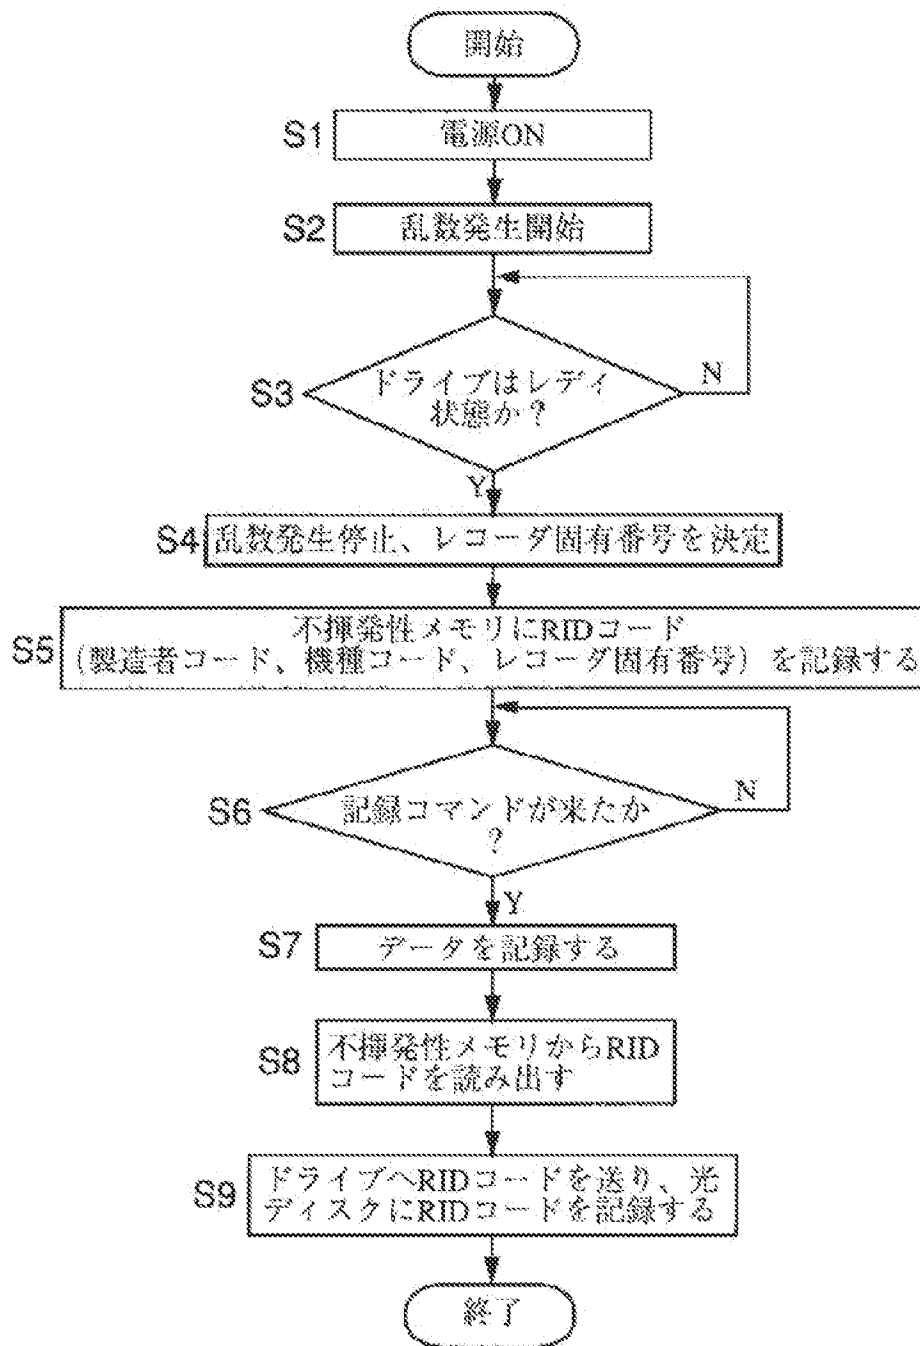 開始
S1
電源ON
S2
乱数発生開始
S3
ドライブはレディ
状態か？
N
Y
S4
乱数発生停止、レコーダ固有番号を決定
S5
不揮発性メモリにRIDコード
(製造者コード、機種コード、レコーダ固有番号) を記録する
S6
記録コマンドが来たか
？
N
Y
S7
データを記録する
S8
不揮発性メモリからRID
コードを読み出す
S9
ドライブへRIDコードを送り、光
ディスクにRIDコードを記録する
終了